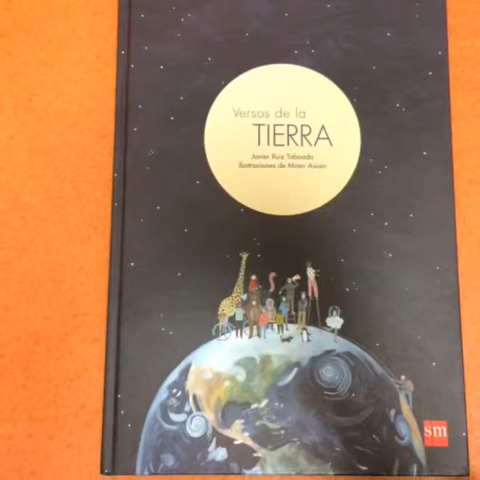 Versos de la
TIERRA
Javier Ruiz Taboada
Ilustraciones de Miren Asiain
sm